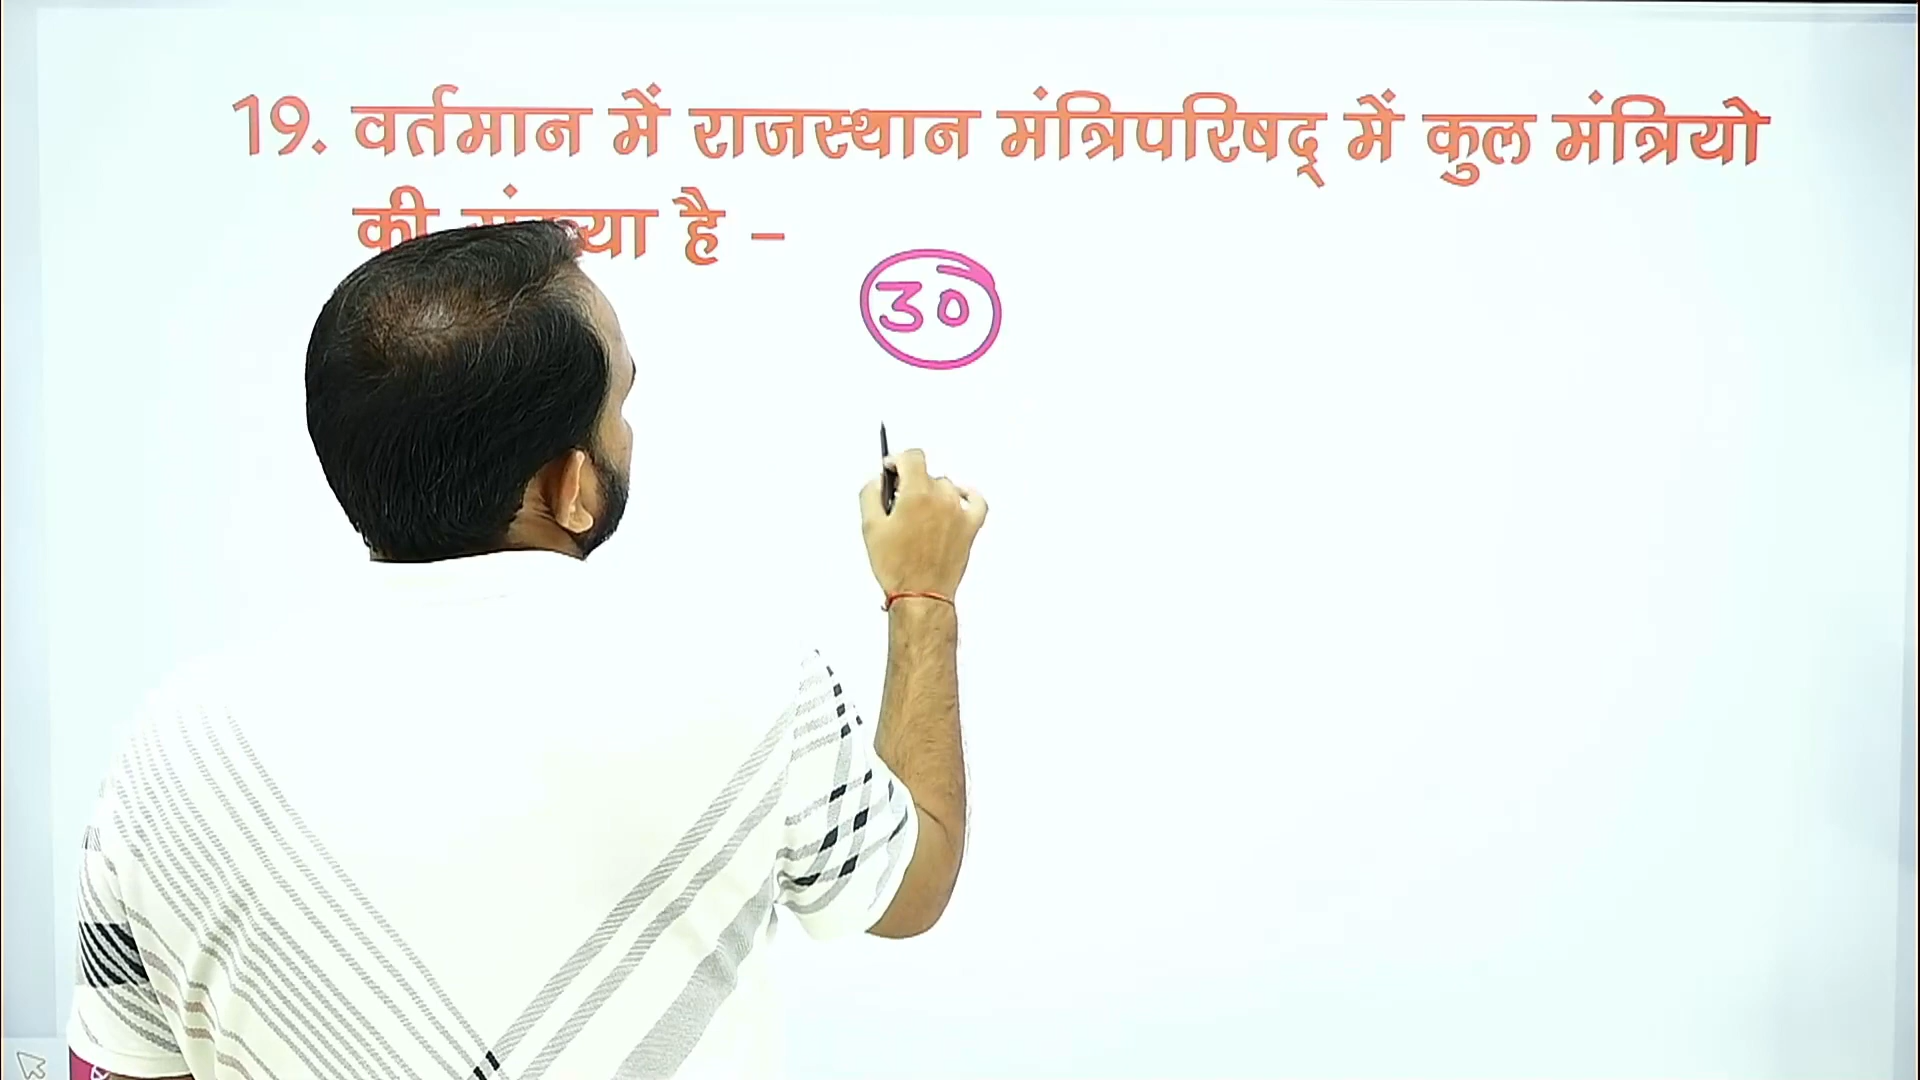 19. वर्तमान में राजस्थान मंत्रिपरिषद् में कुल मंत्रियो
की है –
30